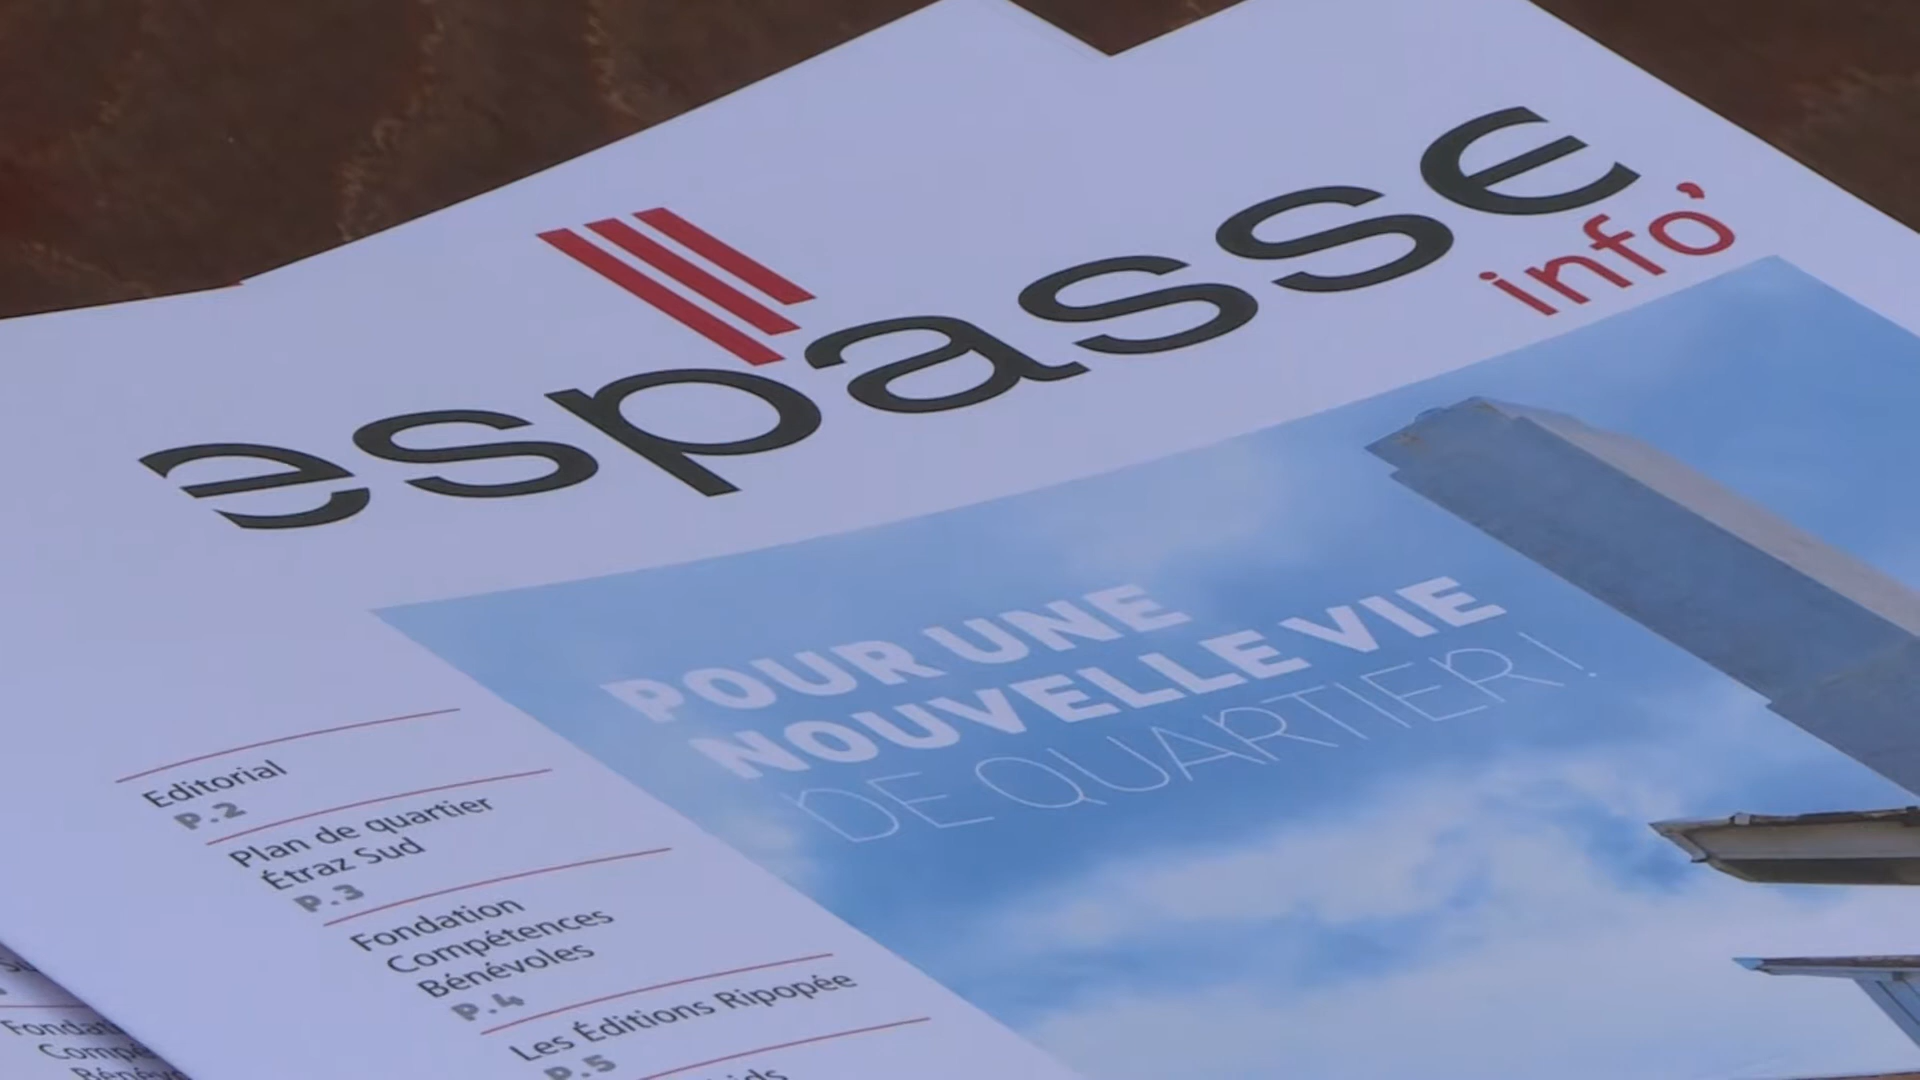 espasse
info’
POUR UNE
NOUVELLE VIE
DE QUARTIER !
Editorial
P.2
Plan de quartier
Étraz Sud
P.3
Fondation
Compétences
Bénévoles
P.4
Les Éditions Ripopée
P.5